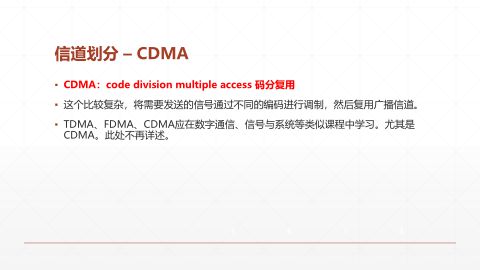 信道划分 – CDMA
▪ CDMA：code division multiple access 码分复用
▪ 这个比较复杂，将需要发送的信号通过不同的编码进行调制，然后复用广播信道。
▪ TDMA、FDMA、CDMA应在数字通信、信号与系统等类似课程中学习。尤其是
CDMA。此处不再详述。